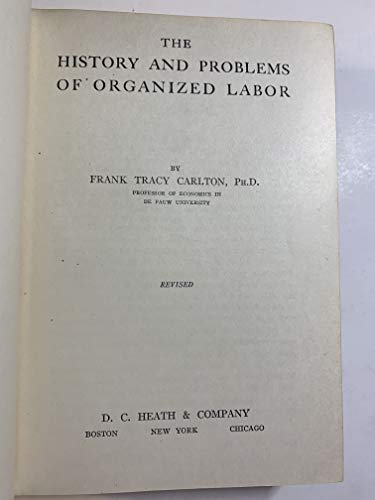 THE
HISTORY AND PROBLEMS
OF ORGANIZED LABOR
BY
FRANK TRACY CARLTON, PH.D.
PROFESSOR OF ECONOMICS IN
DE PAUW UNIVERSITY
REVISED
D. C. HEATH & COMPANY
BOSTON NEW YORK CHICAGO